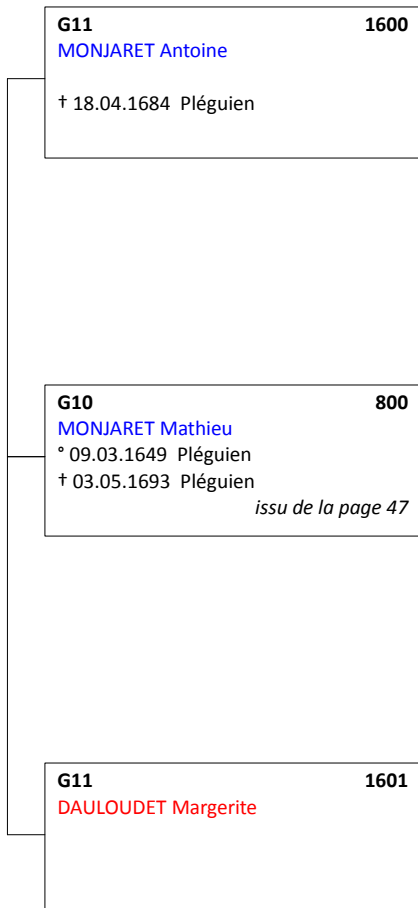 G11 1600
MONJARET Antoine
† 18.04.1684 Pléguien
G10 800
MONJARET Mathieu
° 09.03.1649 Pléguien
† 03.05.1693 Pléguien
issu de la page 47
G11 1601
DAULOUDET Margerite